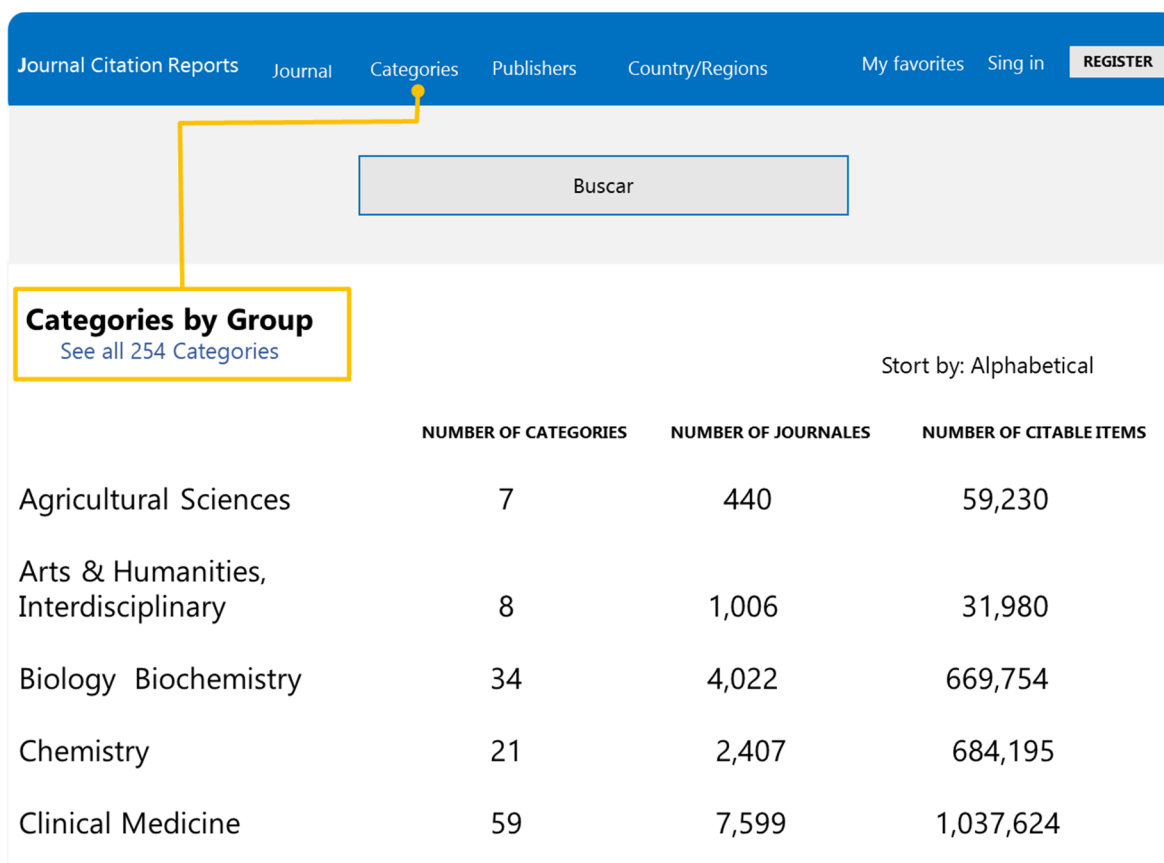 Journal Citation Reports Journal Categories Publishers Country/Regions My favorites Sing in REGISTER
Buscar
Categories by Group
See all 254 Categories
Stort by: Alphabetical
NUMBER OF CATEGORIES NUMBER OF JOURNALES NUMBER OF CITABLE ITEMS
Agricultural Sciences 7 440 59,230
Arts & Humanities,
Interdisciplinary 8 1,006 31,980
Biology Biochemistry 34 4,022 669,754
Chemistry 21 2,407 684,195
Clinical Medicine 59 7,599 1,037,624